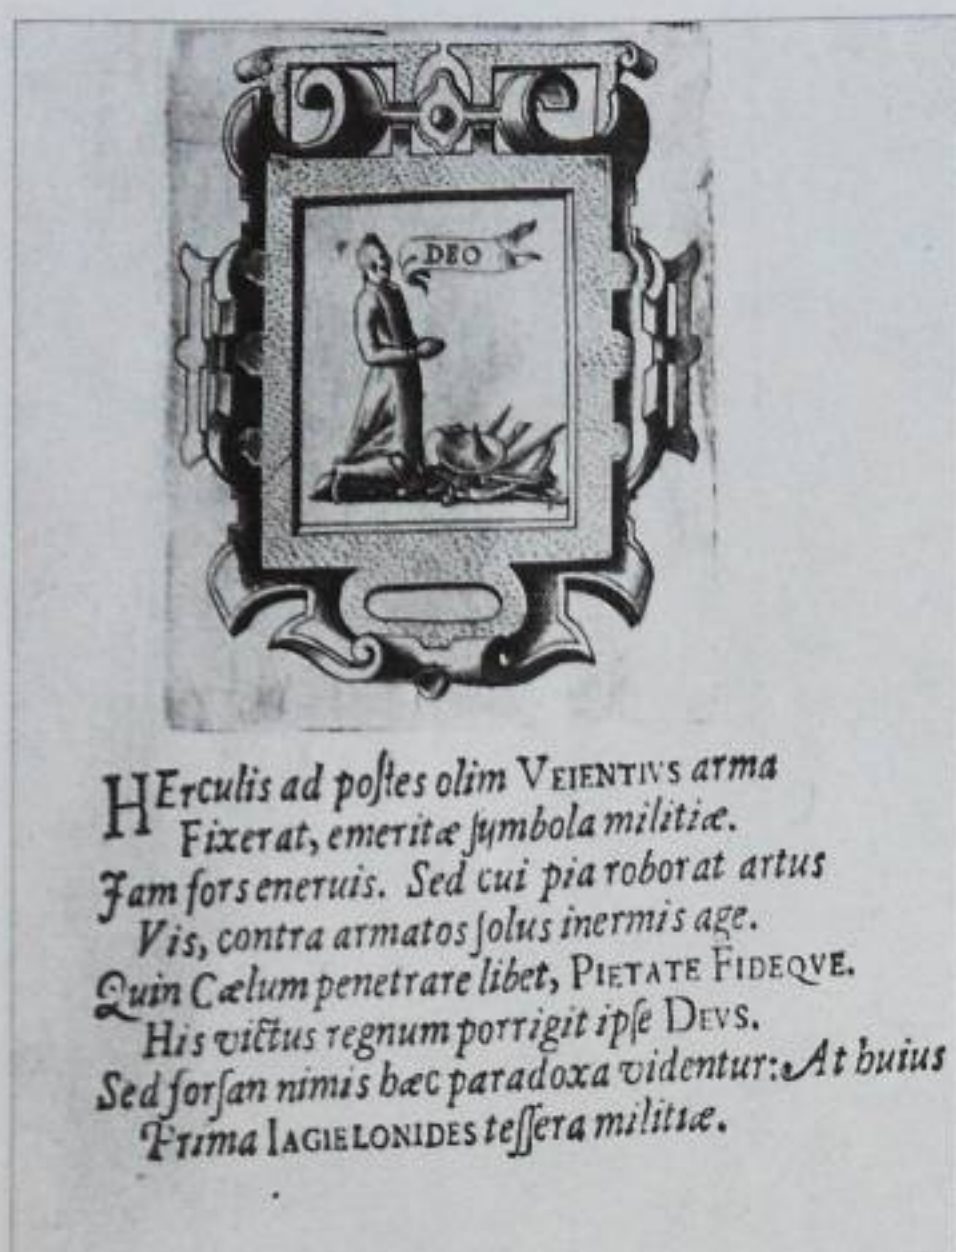 DEO
HErculis ad poſtes olim VEIENTIVS arma
Fixerat, emeritæ ſymbola militiæ.
Jam fors eneruis. Sed cui pia roborat artus
Vis, contra armatos ſolus inermis age.
Quin Cælum penetrare libet, PIETATE FIDEQVE.
His victus regnum porrigit ipſe DEVS.
Sed forſan nimis hæc paradoxa videntur: At huius
Prima IAGIELONIDES teſſera militiæ.